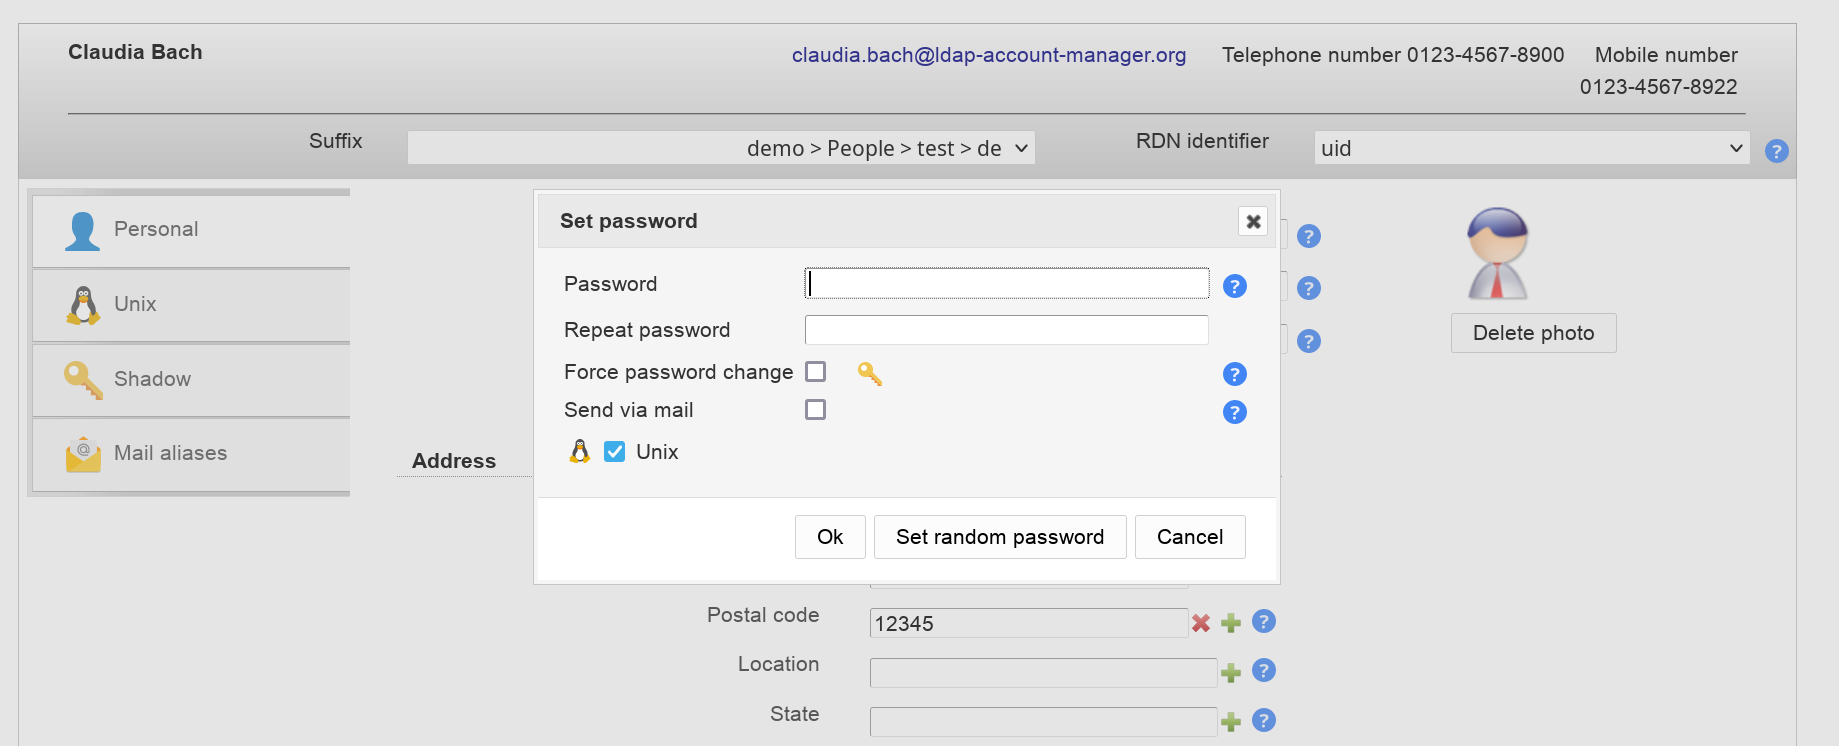 Claudia Bach
claudia.bach@ldap-account-manager.org Telephone number 0123-4567-8900 Mobile number
0123-4567-8922
Suffix demo > People > test > de RDN identifier uid
Personal
Unix
Shadow
Mail aliases
Set password
Password
Repeat password
Force password change
Send via mail
Unix
Ok Set random password Cancel
Delete photo
Address
Postal code 12345
Location
State